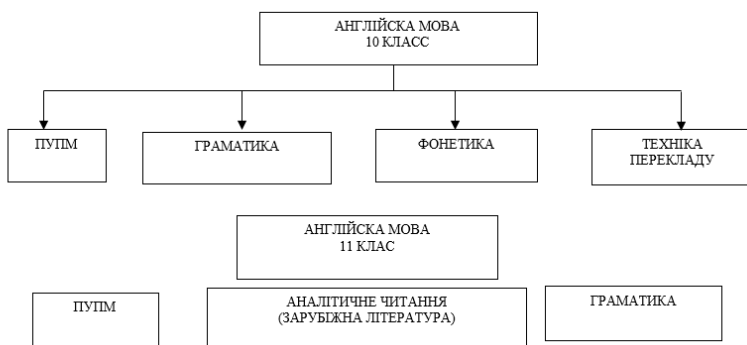 АНГЛІЙСКА МОВА
10 КЛАСС
ПУПМ
ГРАМАТИКА
ФОНЕТИКА
ТЕХНІКА
ПЕРЕКЛАДУ
АНГЛІЙСКА МОВА
11 КЛАС
ПУПМ
АНАЛІТИЧНЕ ЧИТАННЯ
(ЗАРУБІЖНА ЛІТЕРАТУРА)
ГРАМАТИКА